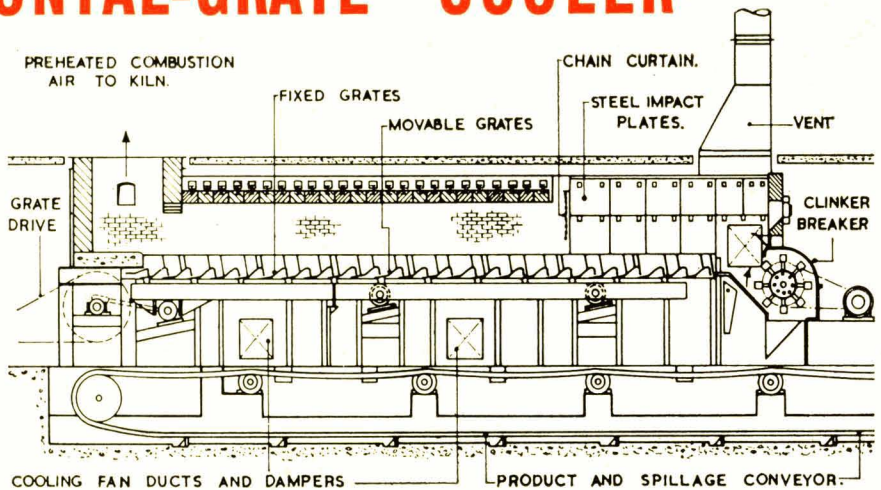 COOLER
PREHEATED COMBUSTION
AIR TO KILN.
FIXED GRATES
MOVABLE GRATES
CHAIN CURTAIN.
STEEL IMPACT
PLATES.
VENT
GRATE
DRIVE
CLINKER
BREAKER
COOLING FAN DUCTS AND DAMPERS
PRODUCT AND SPILLAGE CONVEYOR.